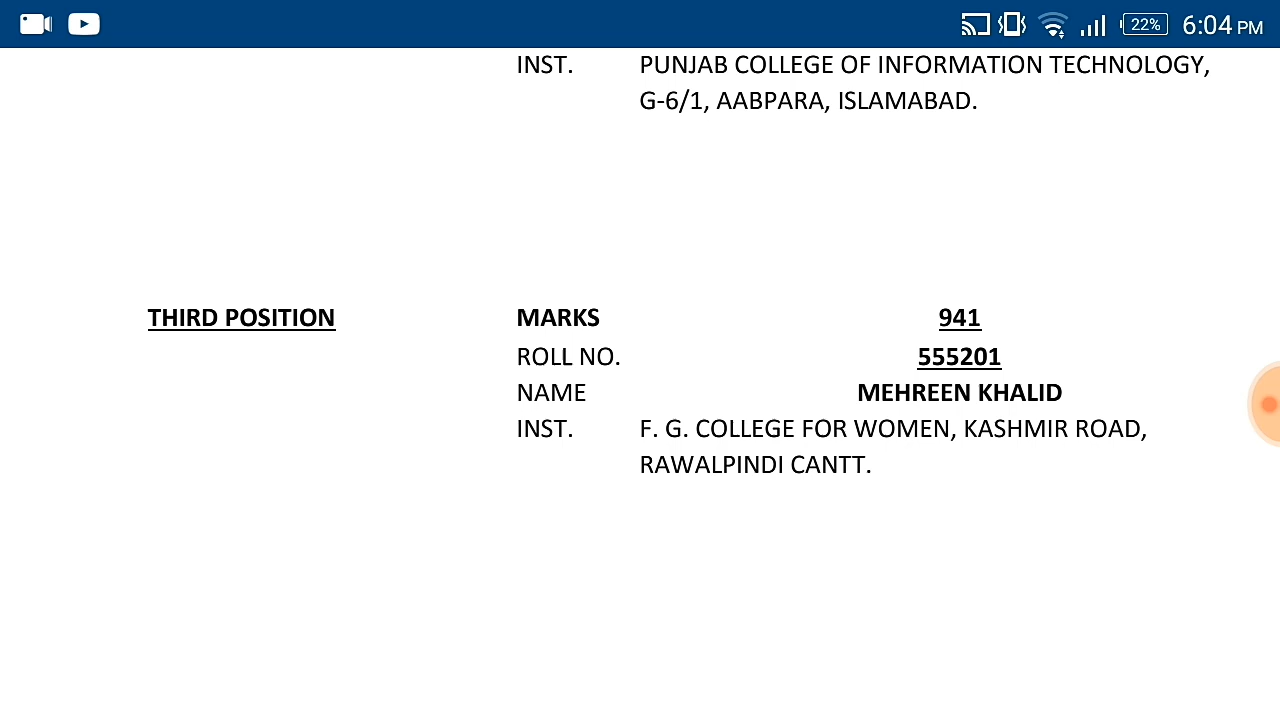 22% 6:04 PM
INST. PUNJAB COLLEGE OF INFORMATION TECHNOLOGY,
G-6/1, AABPARA, ISLAMABAD.
THIRD POSITION MARKS 941
ROLL NO. 555201
NAME MEHREEN KHALID
INST. F. G. COLLEGE FOR WOMEN, KASHMIR ROAD,
RAWALPINDI CANTT.